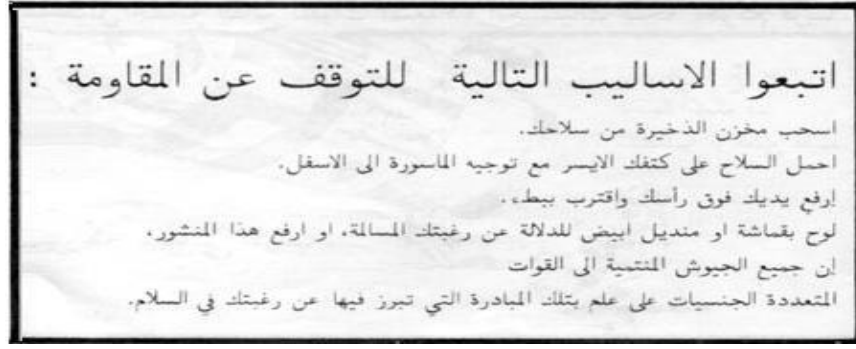 اتبعوا الاساليب التالية للتوقف عن المقاومة :
اسحب مخزن الذخيرة من سلاحك.
احمل السلاح على كتفك الايسر مع توجيه الماسورة الى الاسفل.
إرفع يديك فوق رأسك واقترب ببطء.
لوح بقماشة او منديل ابيض للدلالة عن رغبتك المسالمة، او ارفع هذا المنشور،
إن جميع الجيوش المنتمية الى القوات
المتعددة الجنسيات على علم بتلك المبادرة التي تبرز فيها عن رغبتك في السلام.